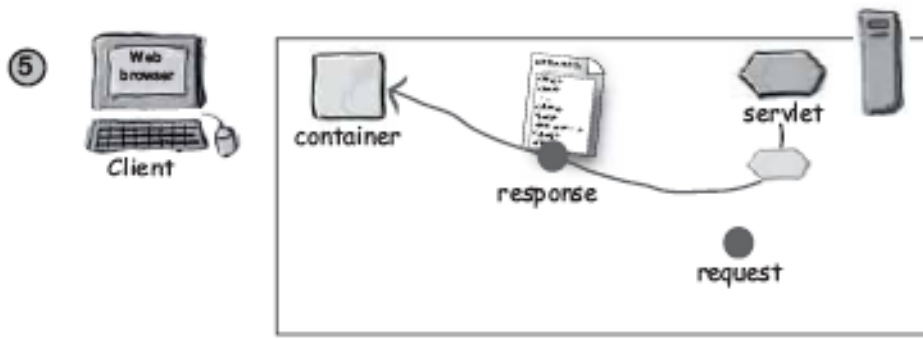 5
Web
browser
Client
container
response
servlet
request